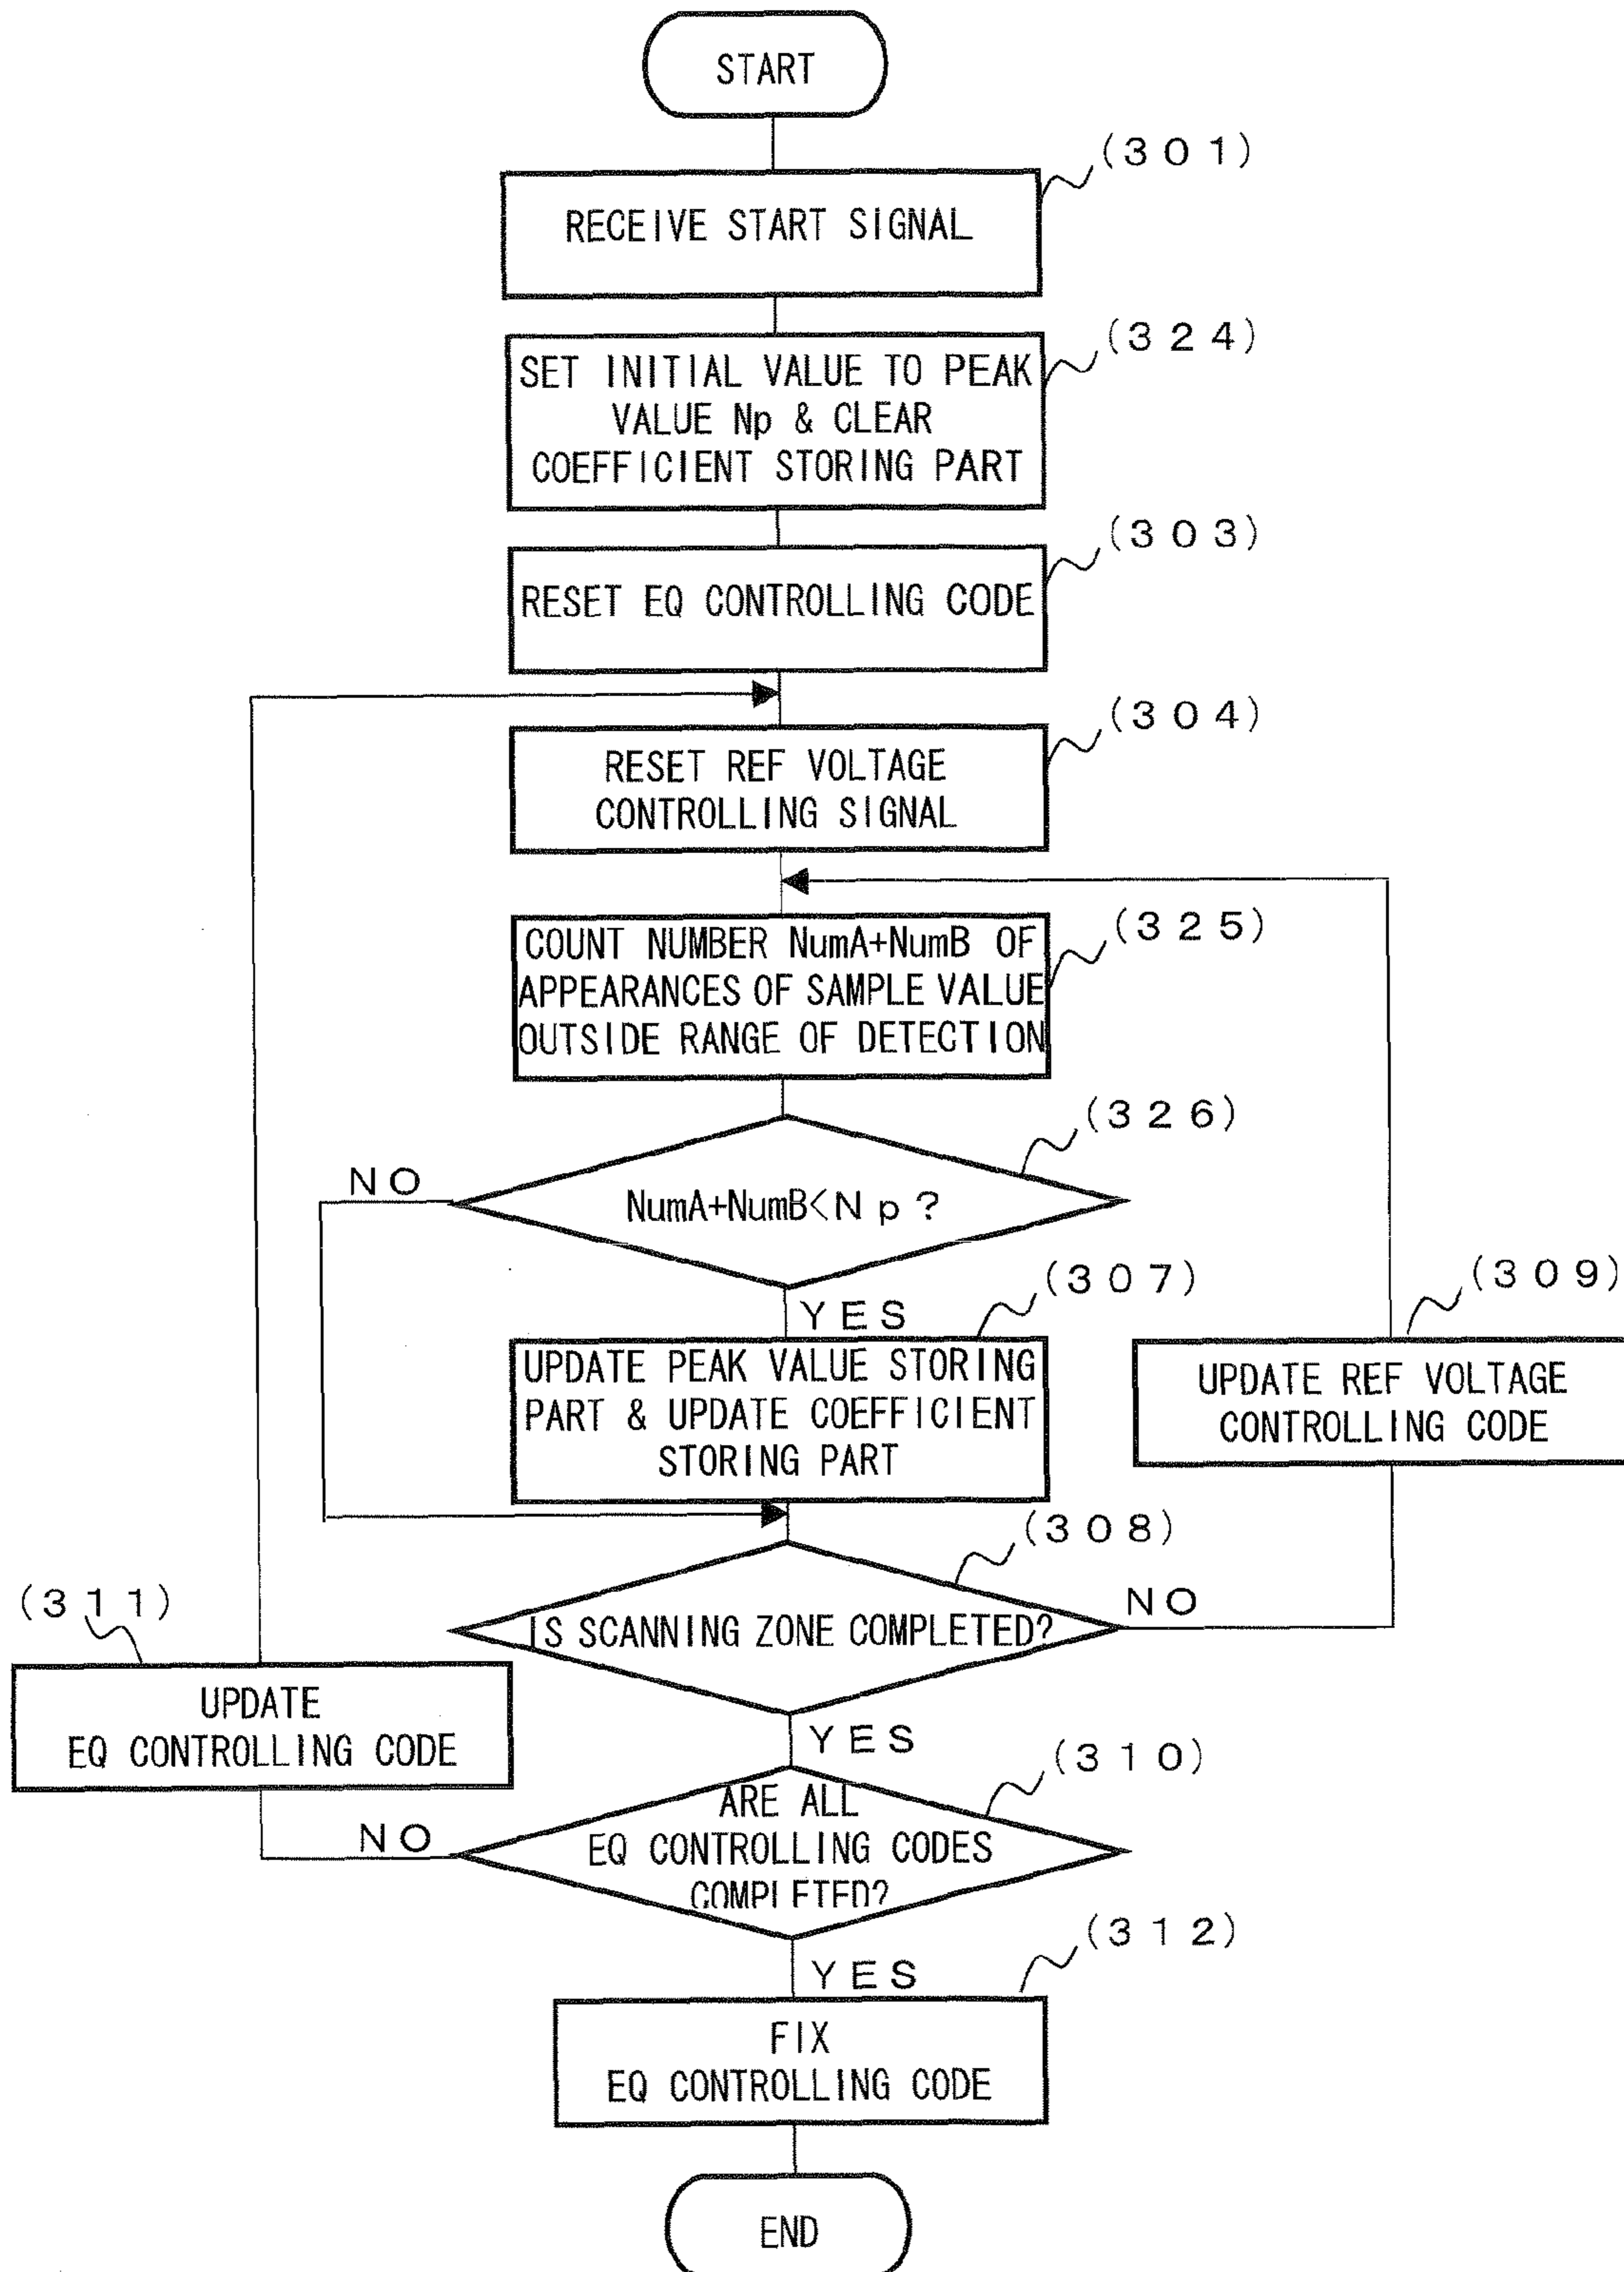 START
(301)
RECEIVE START SIGNAL
(324)
SET INITIAL VALUE TO PEAK
VALUE Np & CLEAR
COEFFICIENT STORING PART
(303)
RESET EQ CONTROLLING CODE
(304)
RESET REF VOLTAGE
CONTROLLING SIGNAL
(325)
COUNT NUMBER NumA+NumB OF
APPEARANCES OF SAMPLE VALUE
OUTSIDE RANGE OF DETECTION
(326)
NO
NumA+NumB<Np?
YES
(307)
(309)
UPDATE PEAK VALUE STORING
PART & UPDATE COEFFICIENT
STORING PART
UPDATE REF VOLTAGE
CONTROLLING CODE
(308)
NO
IS SCANNING ZONE COMPLETED?
(311)
UPDATE
EQ CONTROLLING CODE
YES
(310)
NO
ARE ALL
EQ CONTROLLING CODES
COMPLETED?
(312)
YES
FIX
EQ CONTROLLING CODE
END